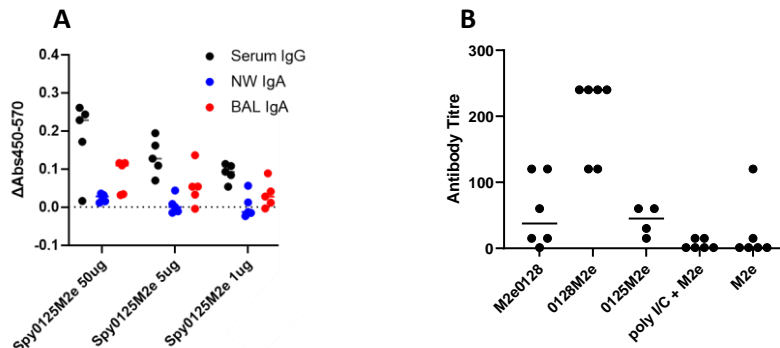 A
Serum IgG
NW IgA
BAL IgA
ΔAbs450-570
0.4
0.3
0.2
0.1
0.0
-0.1
Spy0125M2e 50ug
Spy0125M2e 5ug
Spy0125M2e 1ug
B
Antibody Titre
300
200
100
0
M2e0128
0128M2e
0125M2e
poly I/C + M2e
M2e